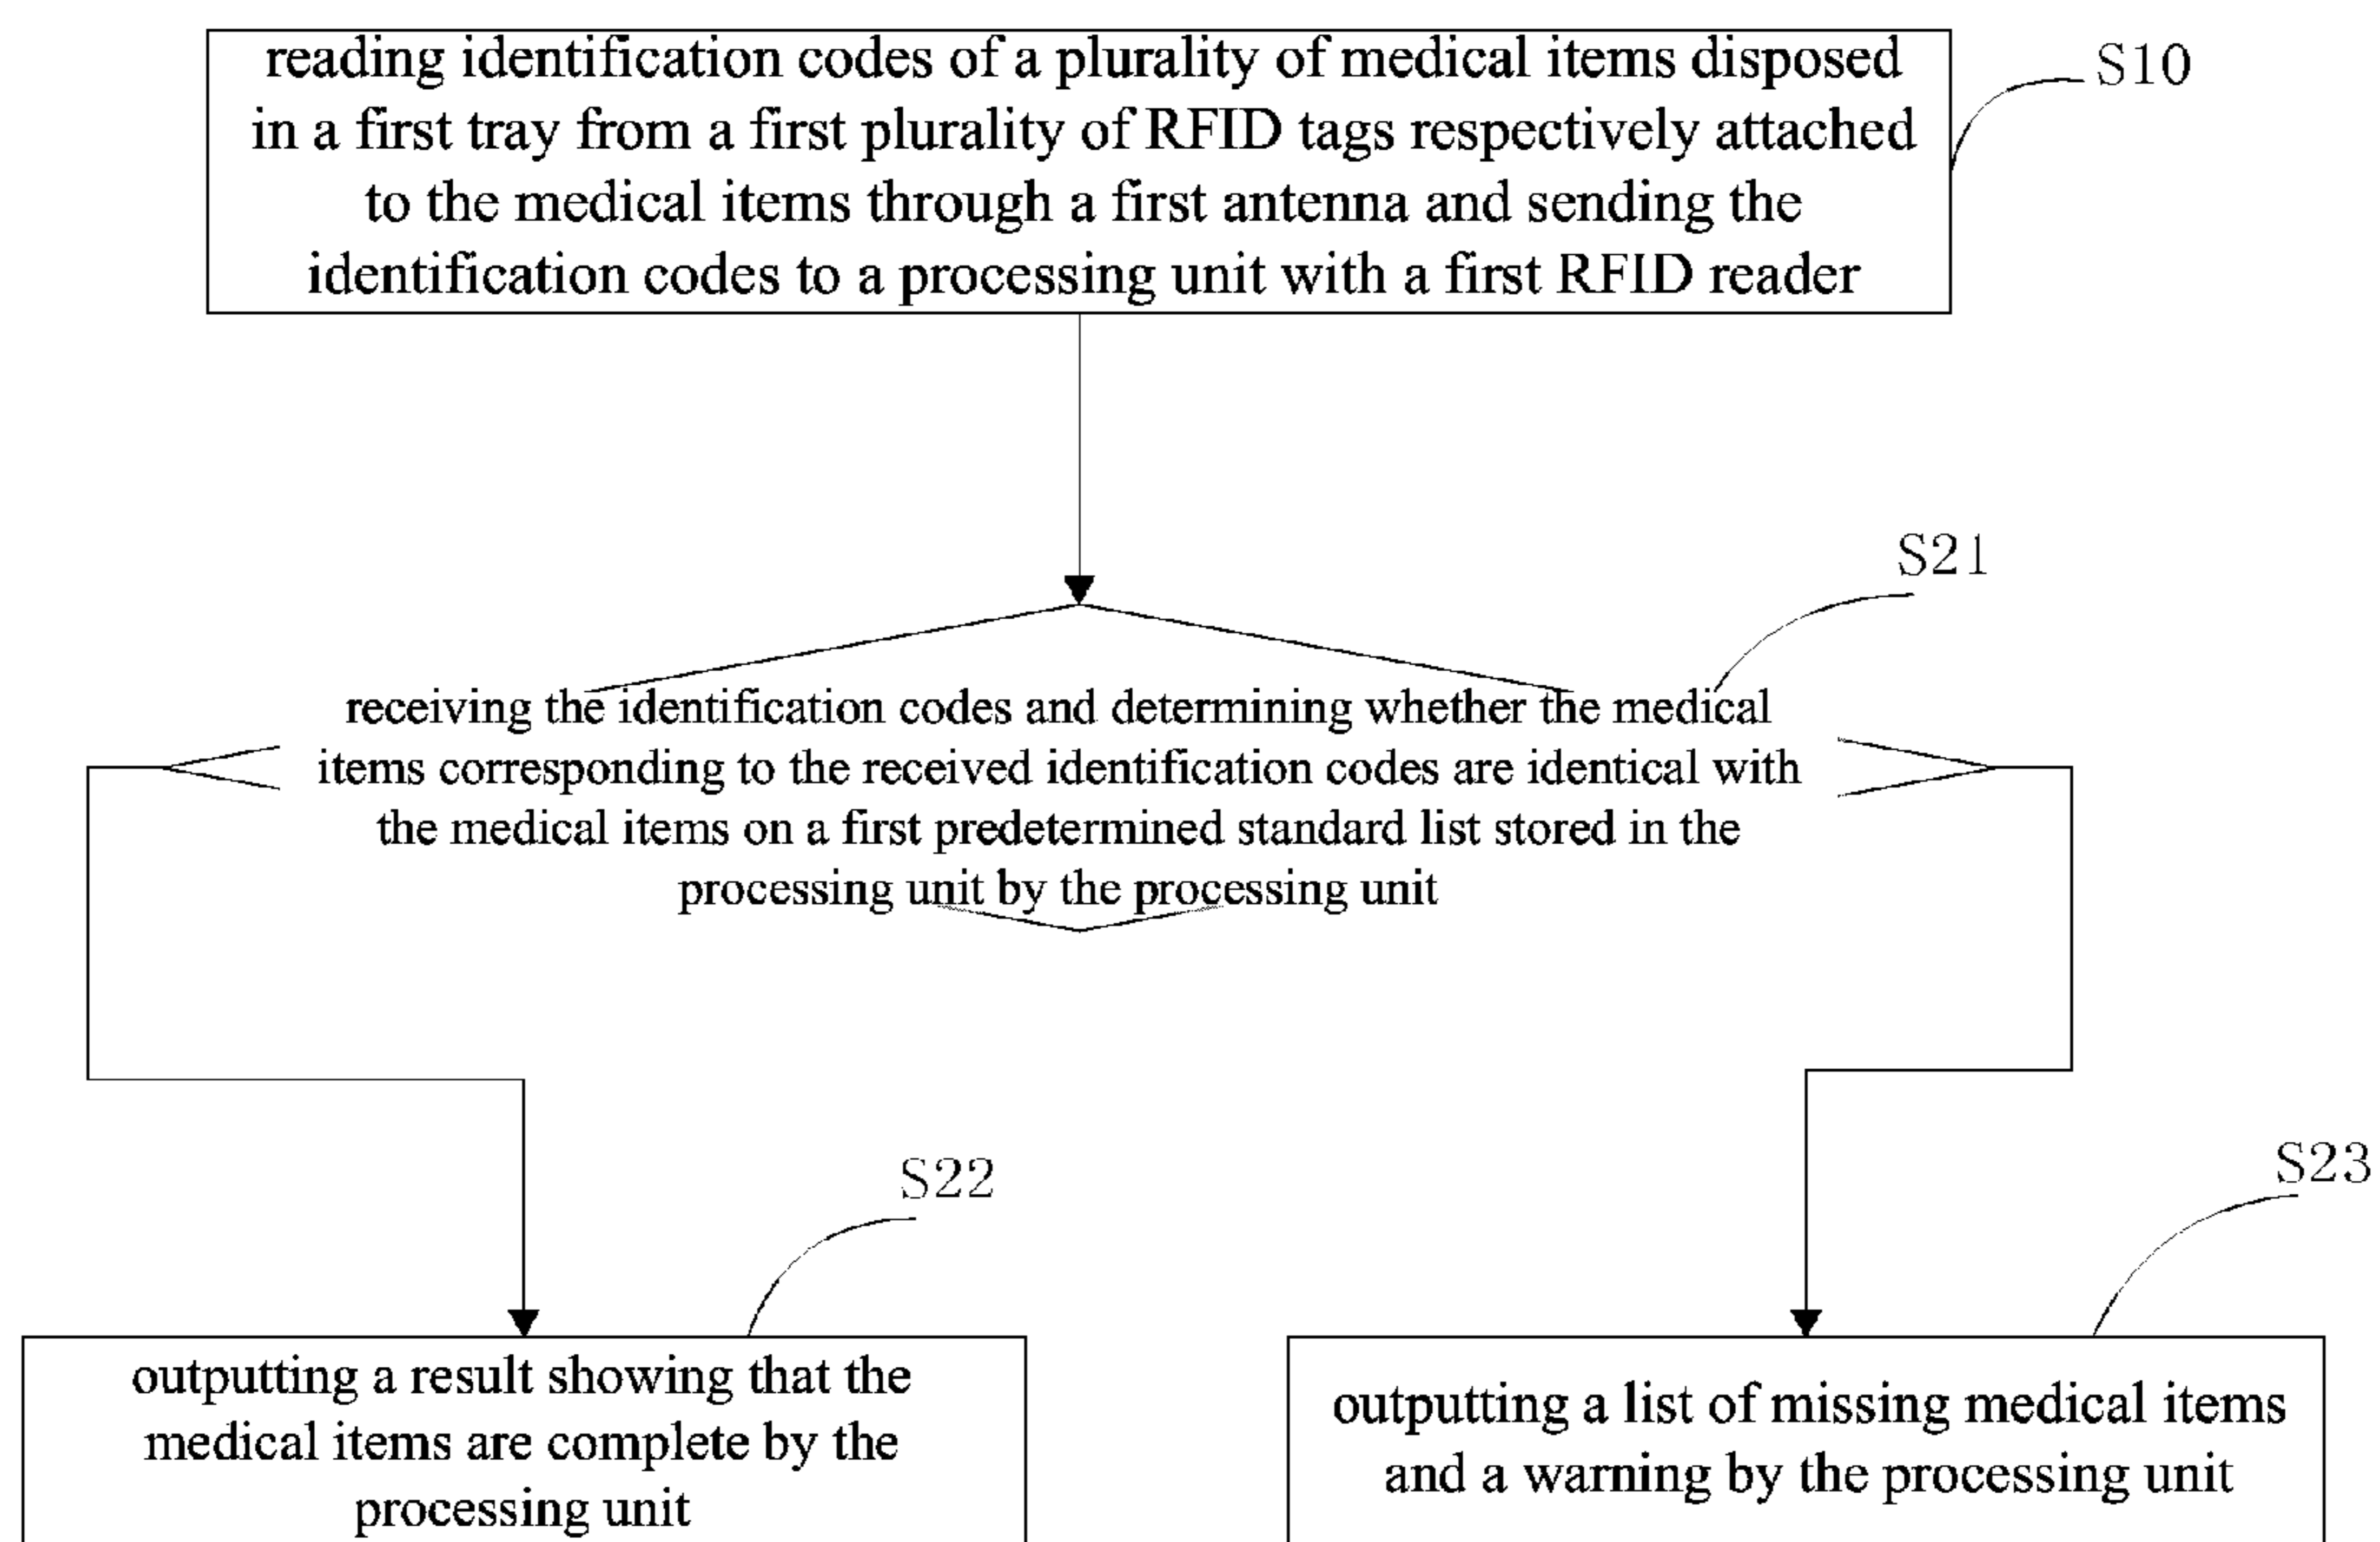 reading identification codes of a plurality of medical items disposed
in a first tray from a first plurality of RFID tags respectively attached
to the medical items through a first antenna and sending the
identification codes to a processing unit with a first RFID reader
S10
S21
receiving the identification codes and determining whether the medical
items corresponding to the received identification codes are identical with
the medical items on a first predetermined standard list stored in the
processing unit by the processing unit
S22
outputting a result showing that the
medical items are complete by the
processing unit
S23
outputting a list of missing medical items
and a warning by the processing unit